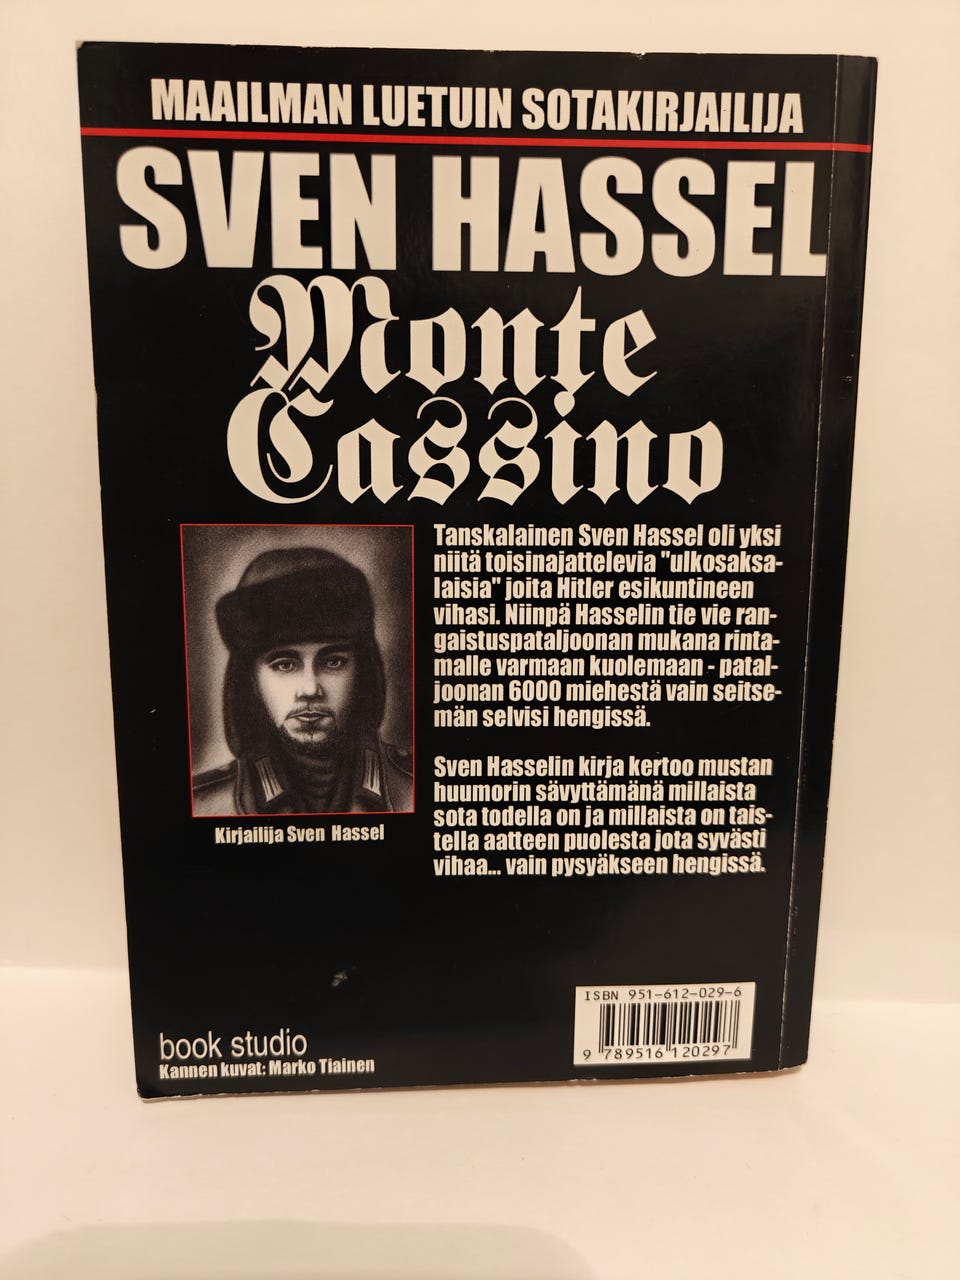 MAAILMAN LUETUIN SOTAKIRJAILIJA
SVEN HASSEL
Monte
Cassino
Tanskalainen Sven Hassel oli yksi
niitä toisinajattelevia "ulkosaksa-
laisia" joita Hitler esikuntineen
vihasi. Niinpä Hasselin tie vie ran-
gaistuspataljoonan mukana rinta-
malle varmaan kuolemaan - patal-
joonan 6000 miehestä vain seitse-
män selvisi hengissä.
Sven Hasselin kirja kertoo mustan
huumorin sävyttämänä millaista
sota todella on ja millaista on tais-
tella aatteen puolesta jota syvästi
vihaa... vain pysyäkseen hengissä.
Kirjailija Sven Hassel
book studio
Kannen kuvat: Marko Tiainen
ISBN 951-612-029-6
9 789516 120297